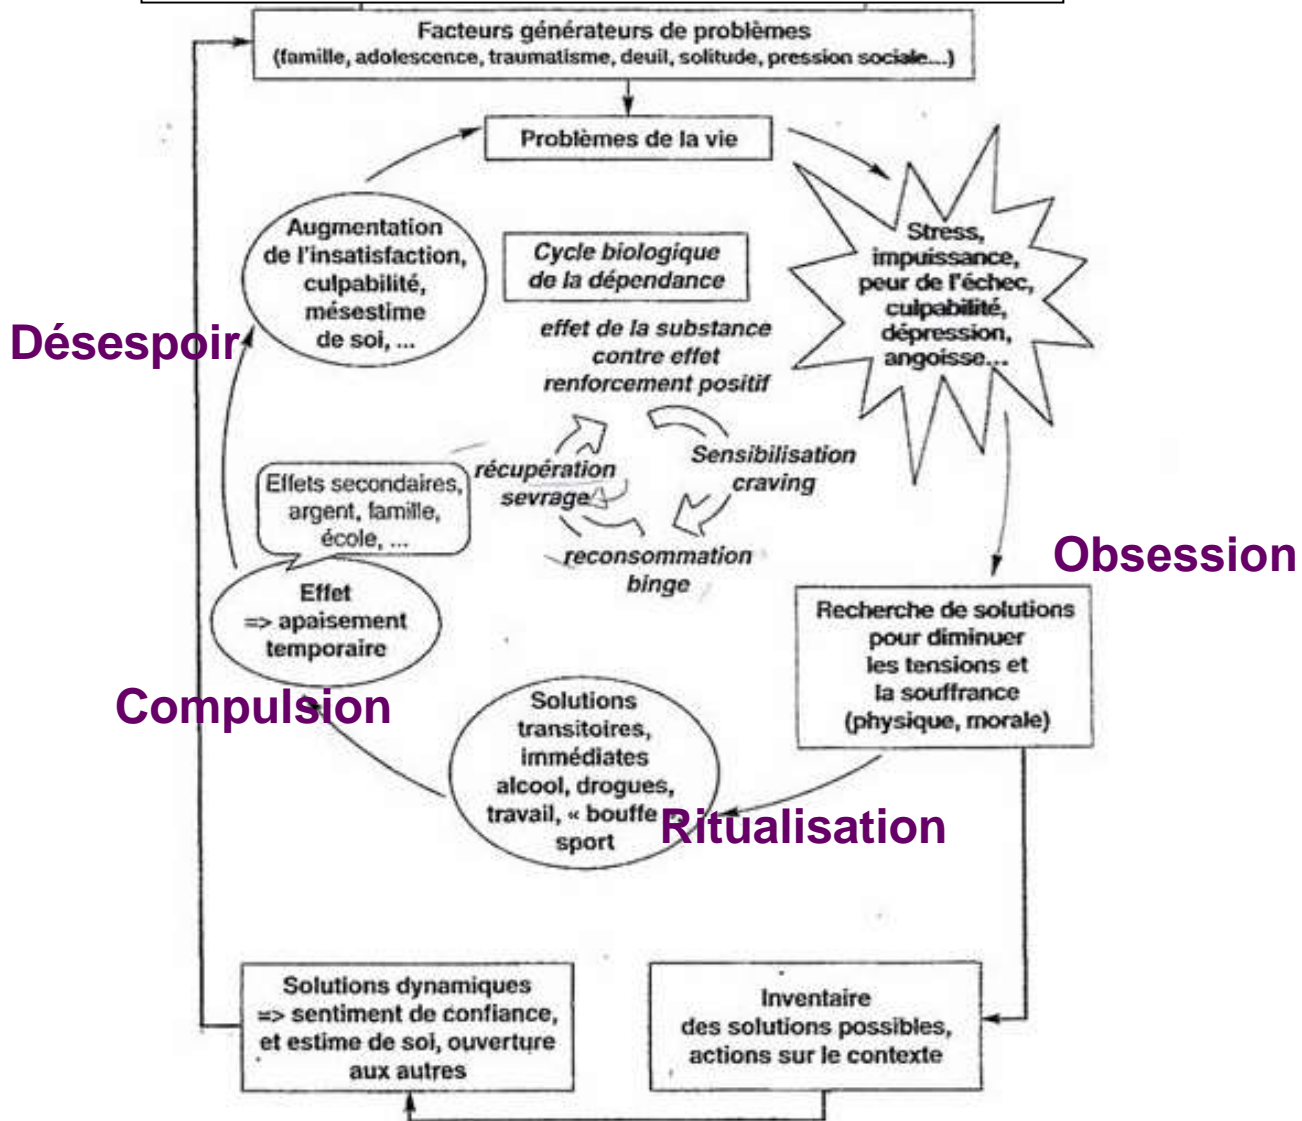 Facteurs générateurs de problèmes
(famille, adolescence, traumatisme, deuil, solitude, pression sociale...)
Problèmes de la vie
Stress,
impuissance,
peur de l'échec,
culpabilité,
dépression,
angoisse...
Augmentation
de l'insatisfaction,
culpabilité,
mésestime
de soi, ...
Cycle biologique
de la dépendance
effet de la substance
contre effet
renforcement positif
Désespoir
Sensibilisation
craving
récupération
sevrage
reconsommation
binge
Effets secondaires,
argent, famille,
école, ...
Obsession
Effet
=> apaisement
temporaire
Recherche de solutions
pour diminuer
les tensions et
la souffrance
(physique, morale)
Compulsion
Solutions
transitoires,
immédiates
alcool, drogues,
travail, « bouffe »,
sport
Ritualisation
Solutions dynamiques
=> sentiment de confiance,
et estime de soi, ouverture
aux autres
Inventaire
des solutions possibles,
actions sur le contexte